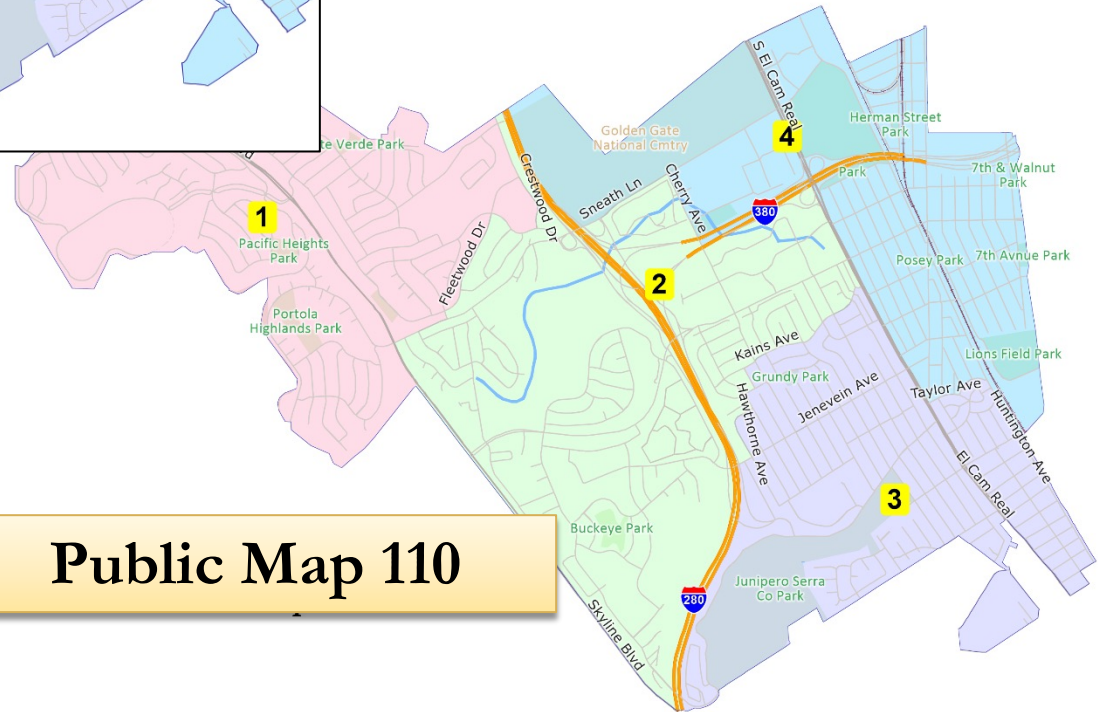 S El Cam Real
Herman Street
Park
4
Golden Gate
National Cmtry
te Verde Park
Crestwood Dr
Sneath Ln
Cherry Ave
Park
7th & Walnut
Park
1
380
Pacific Heights
Park
Fleetwood Dr
2
Posey Park
7th Avnue Park
Portola
Highlands Park
Kains Ave
Lions Field Park
Grundy Park
Jenevein Ave
Taylor Ave
Hawthorne Ave
Huntington Ave
El Cam Real
3
Buckeye Park
Public Map 110
Junipero Serra
Co Park
280
Skyline Blvd